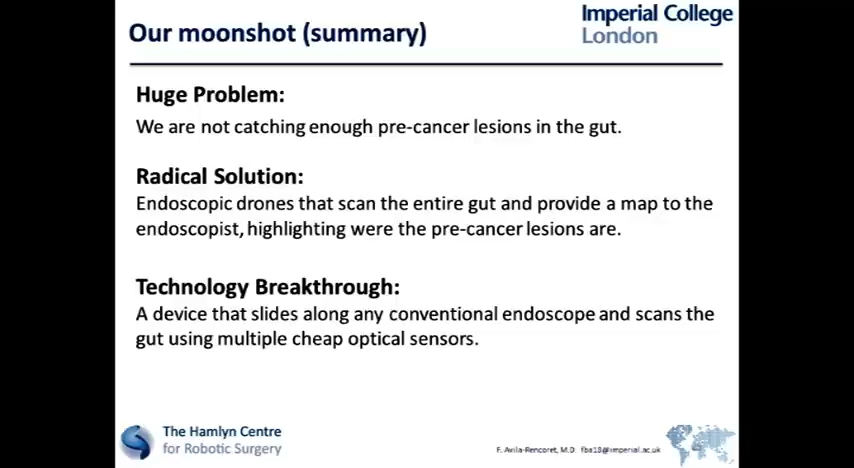 Our moonshot (summary)
Imperial College
London
Huge Problem:
We are not catching enough pre-cancer lesions in the gut.
Radical Solution:
Endoscopic drones that scan the entire gut and provide a map to the
endoscopist, highlighting were the pre-cancer lesions are.
Technology Breakthrough:
A device that slides along any conventional endoscope and scans the
gut using multiple cheap optical sensors.
The Hamlyn Centre
for Robotic Surgery
F. Avila-Rencoret, M.D. fba18@imperial.ac.uk